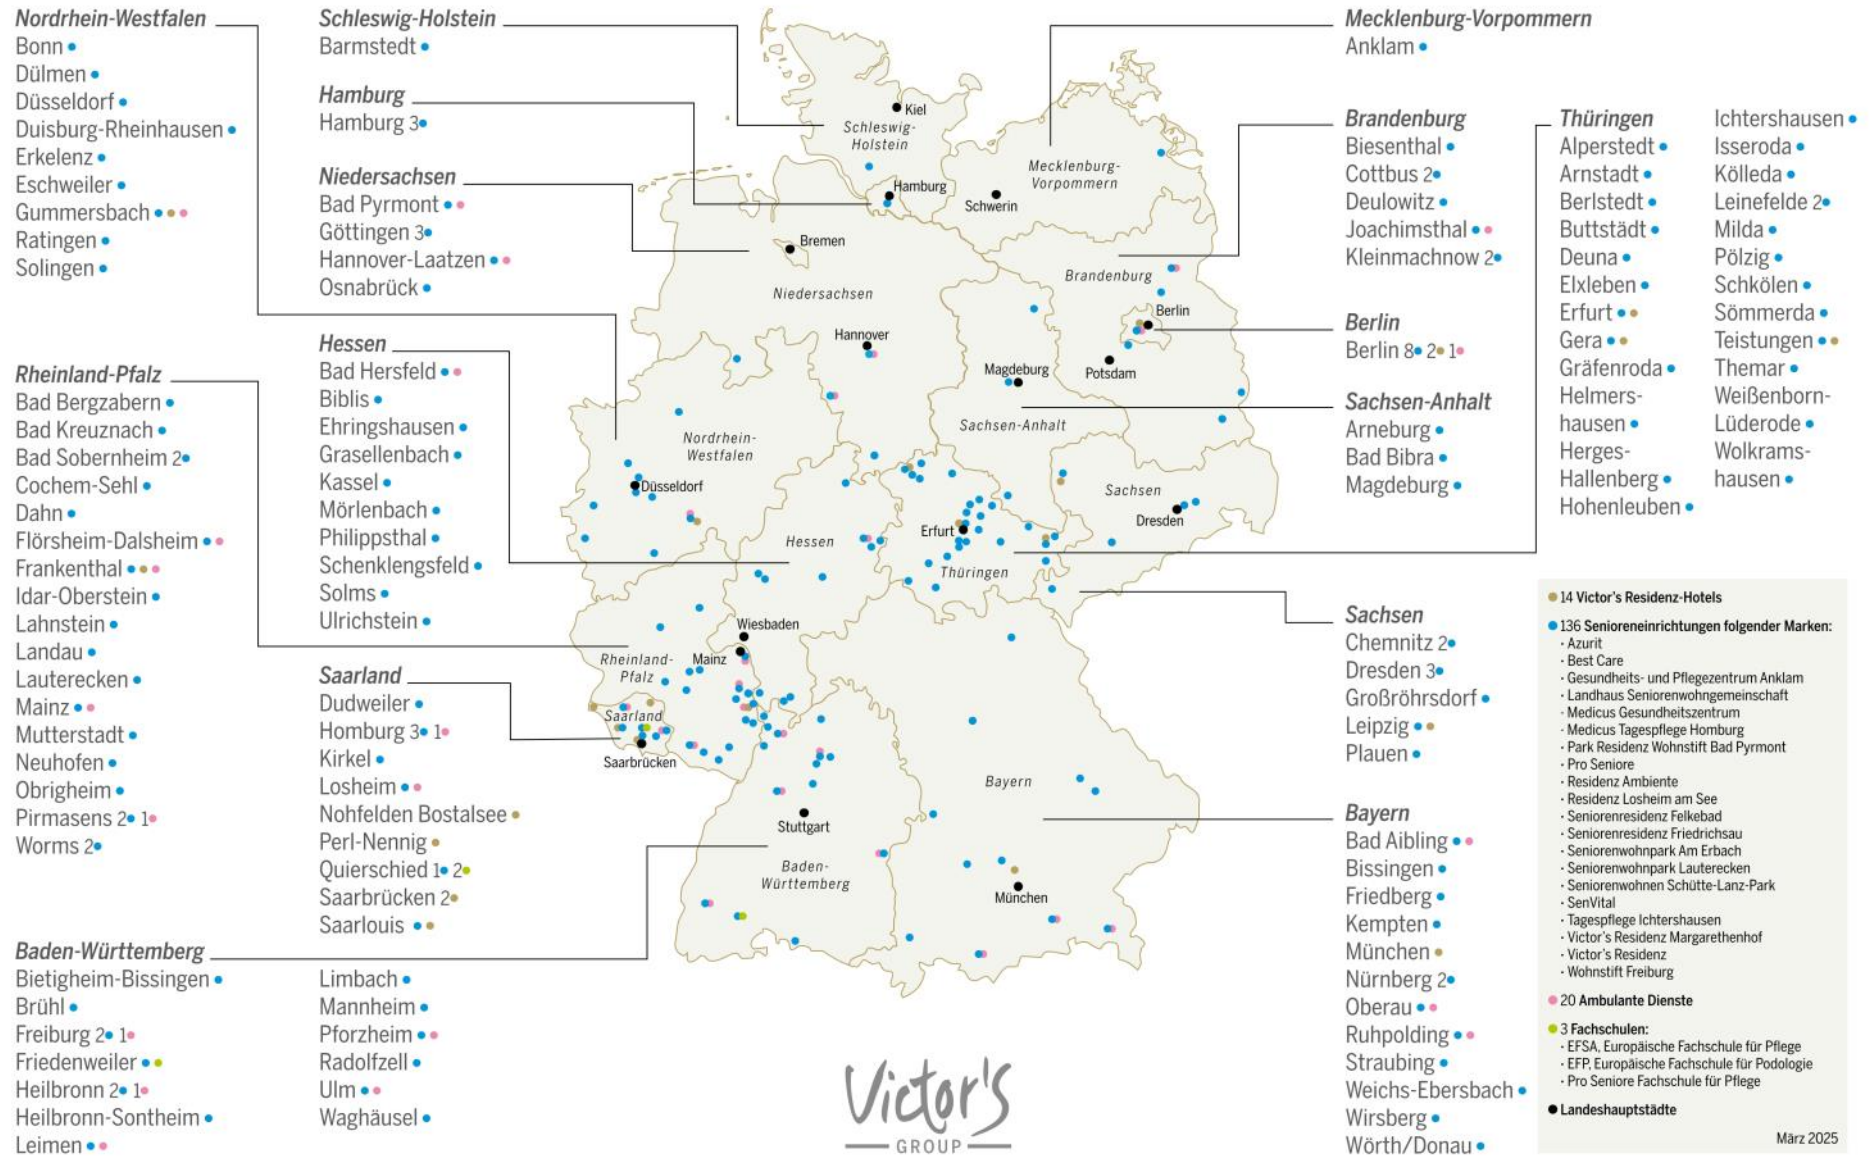 Nordrhein-Westfalen
Bonn
Dülmen
Düsseldorf
Duisburg-Rheinhausen
Erkelenz
Eschweiler
Gummersbach
Ratingen
Solingen
Rheinland-Pfalz
Bad Bergzabern
Bad Kreuznach
Bad Sobernheim 2
Cochem-Sehl
Dahn
Flörsheim-Dalsheim
Frankenthal
Idar-Oberstein
Lahnstein
Landau
Lauterecken
Mainz
Mutterstadt
Neuhofen
Obrigheim
Pirmasens 2 1
Worms 2
Schleswig-Holstein
Barmstedt
Hamburg
Hamburg 3
Niedersachsen
Bad Pyrmont
Göttingen 3
Hannover-Laatzen
Osnabrück
Hessen
Bad Hersfeld
Biblis
Ehringshausen
Grasellenbach
Kassel
Mörlenbach
Philippsthal
Schenklengsfeld
Solms
Ulrichstein
Saarland
Dudweiler
Homburg 3 1
Kirkel
Losheim
Nohfelden Bostalsee
Perl-Nennig
Quierschied 1 2
Saarbrücken 2
Saarlouis
Baden-Württemberg
Bietigheim-Bissingen
Brühl
Freiburg 2 1
Friedenweiler
Heilbronn 2 1
Heilbronn-Sontheim
Leimen
Limbach
Mannheim
Pforzheim
Radolfzell
Ulm
Waghäusel
Kiel
Schleswig-
Holstein
Hamburg
Mecklenburg-
Vorpommern
Schwerin
Bremen
Niedersachsen
Hannover
Brandenburg
Berlin
Potsdam
Magdeburg
Sachsen-Anhalt
Nordrhein-
Westfalen
Düsseldorf
Hessen
Erfurt
Thüringen
Sachsen
Dresden
Wiesbaden
Mainz
Rheinland-
Pfalz
Saarland
Saarbrücken
Stuttgart
Baden-
Württemberg
Bayern
München
Victor's
GROUP
Mecklenburg-Vorpommern
Anklam
Brandenburg
Biesenthal
Cottbus 2
Deulowitz
Joachimsthal
Kleinmachnow 2
Berlin
Berlin 8 2 1
Sachsen-Anhalt
Arneburg
Bad Bibra
Magdeburg
Sachsen
Chemnitz 2
Dresden 3
Großröhrsdorf
Leipzig
Plauen
Bayern
Bad Aibling
Bissingen
Friedberg
Kempten
München
Nürnberg 2
Oberau
Ruhpolding
Straubing
Weichs-Ebersbach
Wirsberg
Wörth/Donau
Thüringen
Alperstedt
Arnstadt
Berlstedt
Buttstädt
Deuna
Elxleben
Erfurt
Gera
Gräfenroda
Helmers-
hausen
Herges-
Hallenberg
Hohenleuben
Ichtershausen
Isseroda
Kölleda
Leinefelde 2
Milda
Pölzig
Schkölen
Sömmerda
Teistungen
Themar
Weißenborn-
Lüderode
Wolkrams-
hausen
14 Victor's Residenz-Hotels
136 Senioreneinrichtungen folgender Marken:
· Azurit
· Best Care
· Gesundheits- und Pflegezentrum Anklam
· Landhaus Seniorenwohngemeinschaft
· Medicus Gesundheitszentrum
· Medicus Tagespflege Homburg
· Park Residenz Wohnstift Bad Pyrmont
· Pro Seniore
· Residenz Ambiente
· Residenz Losheim am See
· Seniorenresidenz Felkebad
· Seniorenresidenz Friedrichsau
· Seniorenwohnpark Am Erbach
· Seniorenwohnpark Lauterecken
· Seniorenwohnen Schütte-Lanz-Park
· SenVital
· Tagespflege Ichtershausen
· Victor's Residenz Margarethenhof
· Victor's Residenz
· Wohnstift Freiburg
20 Ambulante Dienste
3 Fachschulen:
· EFSA, Europäische Fachschule für Pflege
· EFP, Europäische Fachschule für Podologie
· Pro Seniore Fachschule für Pflege
Landeshauptstädte
März 2025